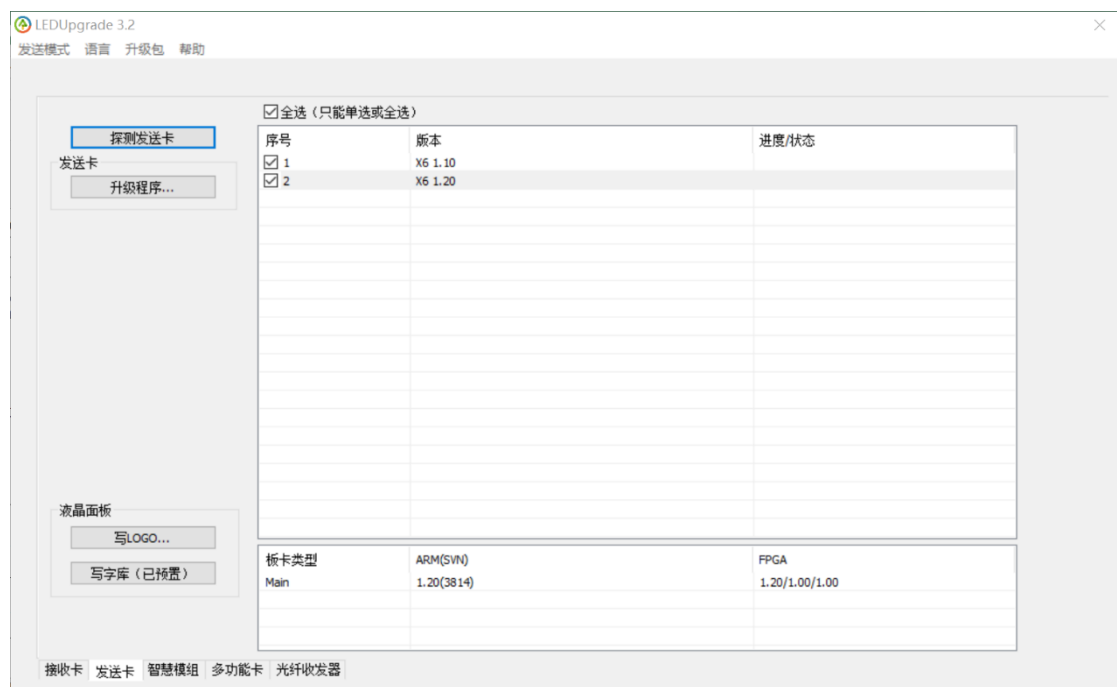 LEDUpgrade 3.2
发送模式 语言 升级包 帮助
全选（只能单选或全选）
探测发送卡
序号 版本 进度/状态
发送卡
1 X6 1.10
升级程序...
2 X6 1.20
液晶面板
写LOGO...
写字库（已预置）
板卡类型 ARM(SVN) FPGA
Main 1.20(3814) 1.20/1.00/1.00
接收卡 发送卡 智慧模组 多功能卡 光纤收发器